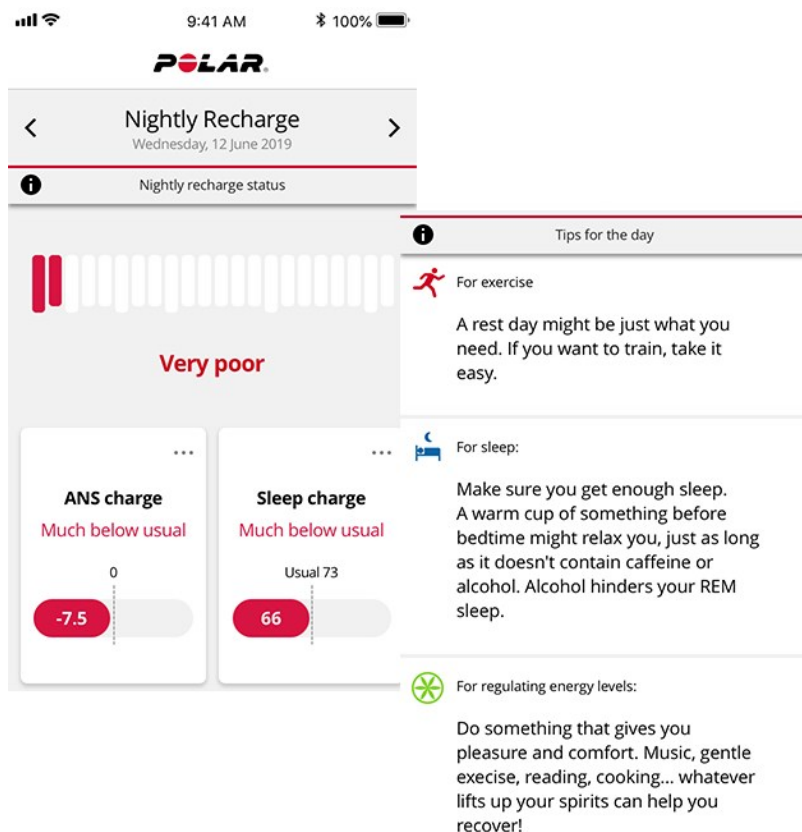 9:41 AM
100%
POLAR
Nightly Recharge
Wednesday, 12 June 2019
Nightly recharge status
Very poor
ANS charge
Much below usual
0
-7.5
Sleep charge
Much below usual
Usual 73
66
Tips for the day
For exercise
A rest day might be just what you
need. If you want to train, take it
easy.
For sleep:
Make sure you get enough sleep.
A warm cup of something before
bedtime might relax you, just as long
as it doesn't contain caffeine or
alcohol. Alcohol hinders your REM
sleep.
For regulating energy levels:
Do something that gives you
pleasure and comfort. Music, gentle
execise, reading, cooking... whatever
lifts up your spirits can help you
recover!